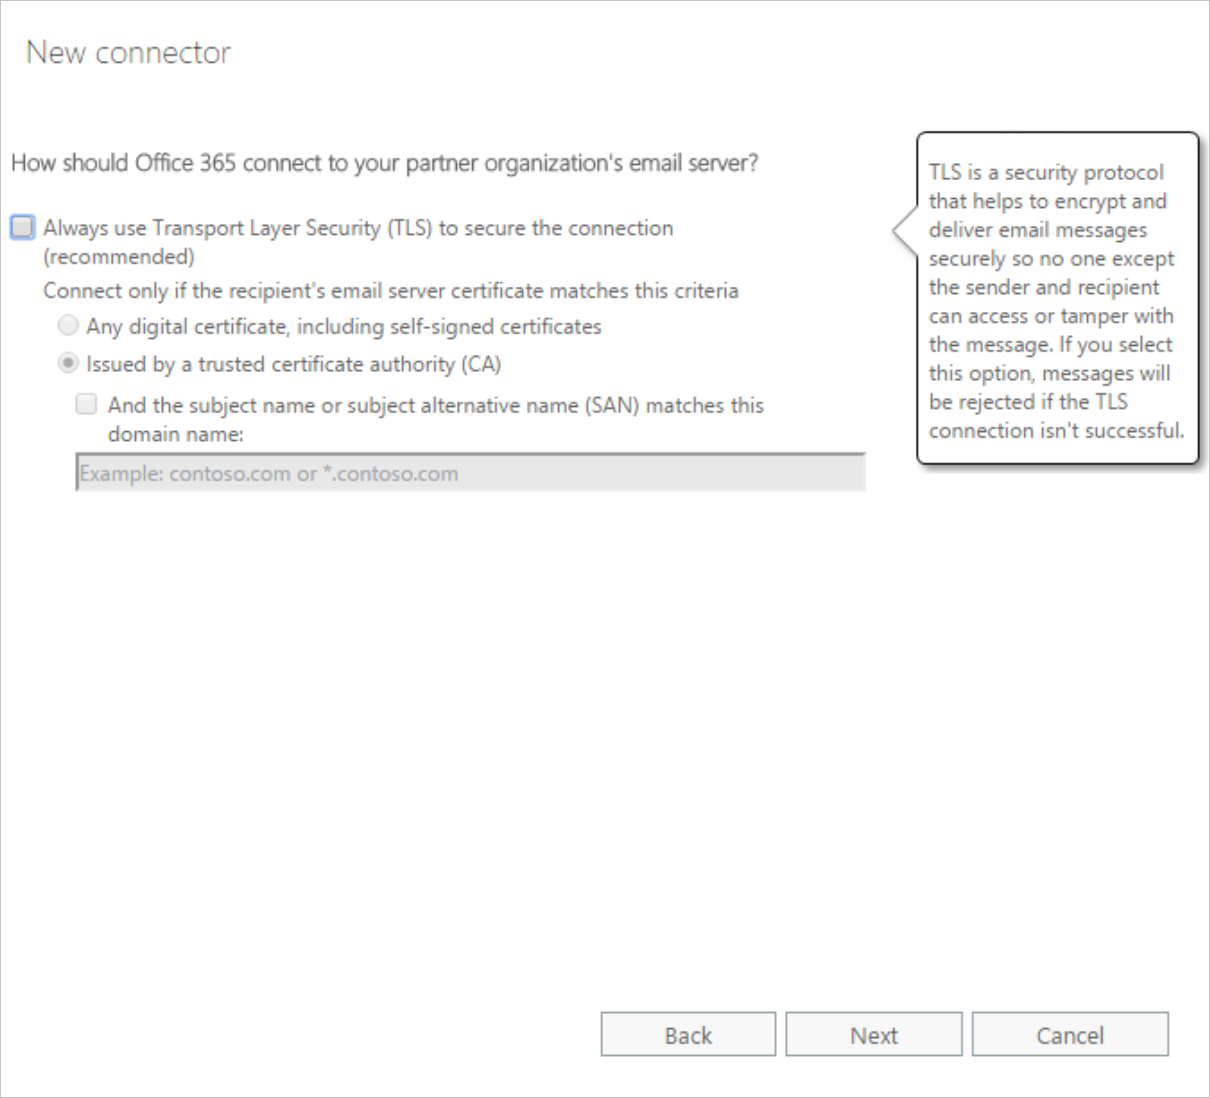 New connector
How should Office 365 connect to your partner organization's email server?
Always use Transport Layer Security (TLS) to secure the connection
(recommended)
Connect only if the recipient's email server certificate matches this criteria
Any digital certificate, including self-signed certificates
Issued by a trusted certificate authority (CA)
And the subject name or subject alternative name (SAN) matches this
domain name:
Example: contoso.com or *.contoso.com
TLS is a security protocol
that helps to encrypt and
deliver email messages
securely so no one except
the sender and recipient
can access or tamper with
the message. If you select
this option, messages will
be rejected if the TLS
connection isn't successful.
Back
Next
Cancel